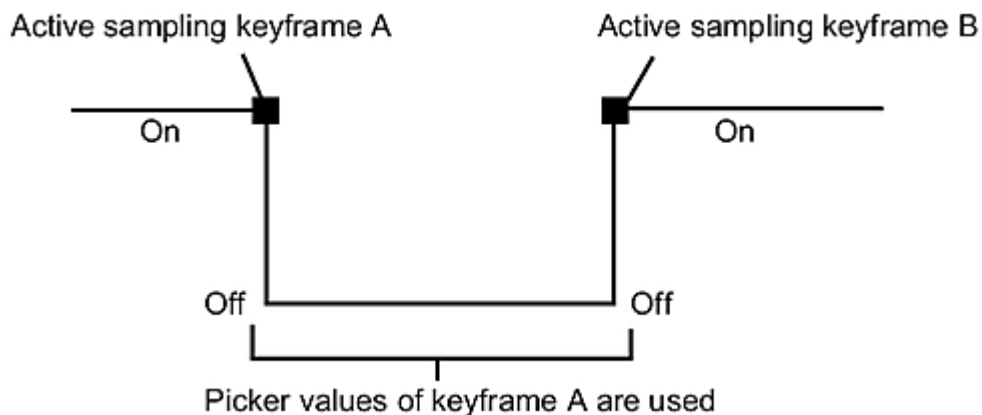 Active sampling keyframe A
Active sampling keyframe B
On
On
Off
Off
Picker values of keyframe A are used